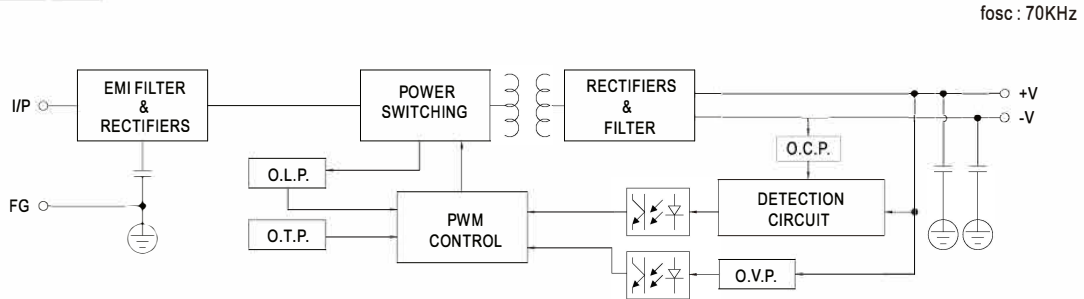 fosc : 70KHz
I/P
EMI FILTER
&
RECTIFIERS
POWER
SWITCHING
RECTIFIERS
&
FILTER
+V
-V
O.C.P.
O.L.P.
DETECTION
CIRCUIT
FG
PWM
CONTROL
O.T.P.
O.V.P.